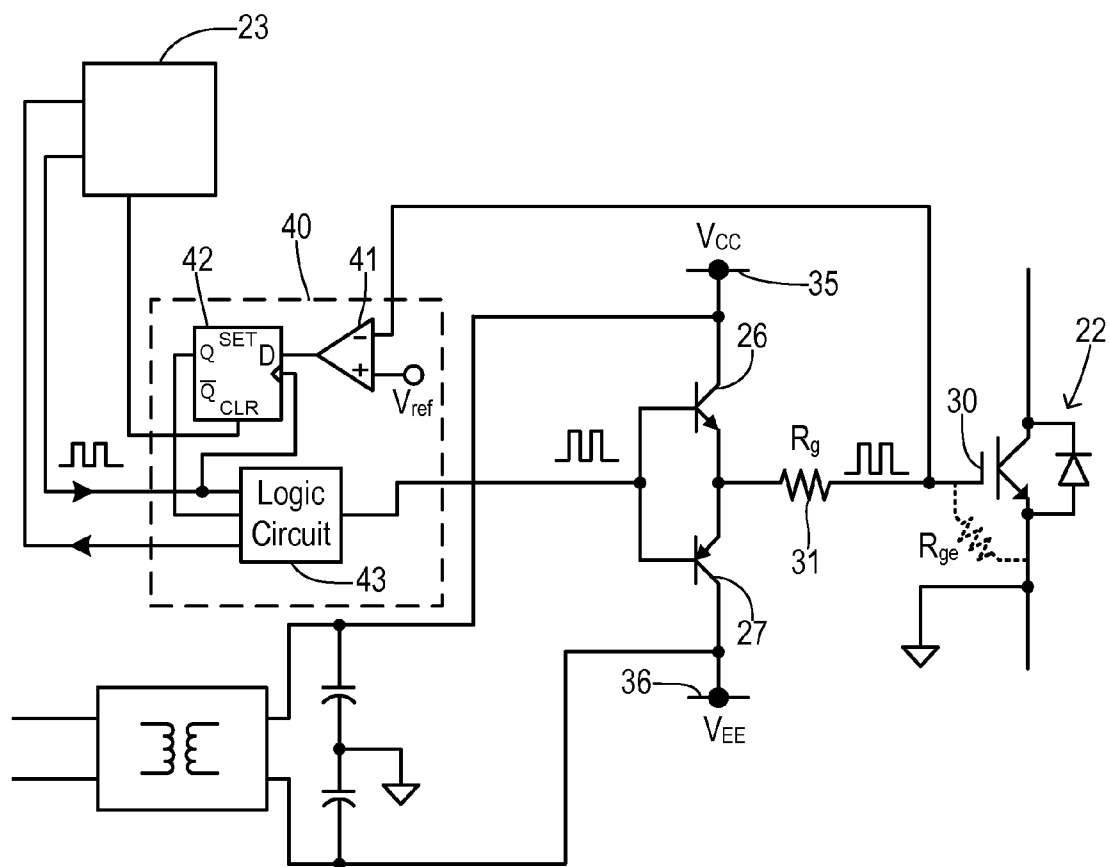 23
40
42
41
V_CC
35
SET
Q
D
Q̅
CLR
−
+
V_ref
26
22
30
R_g
31
Logic
Circuit
43
R_ge
27
36
V_EE